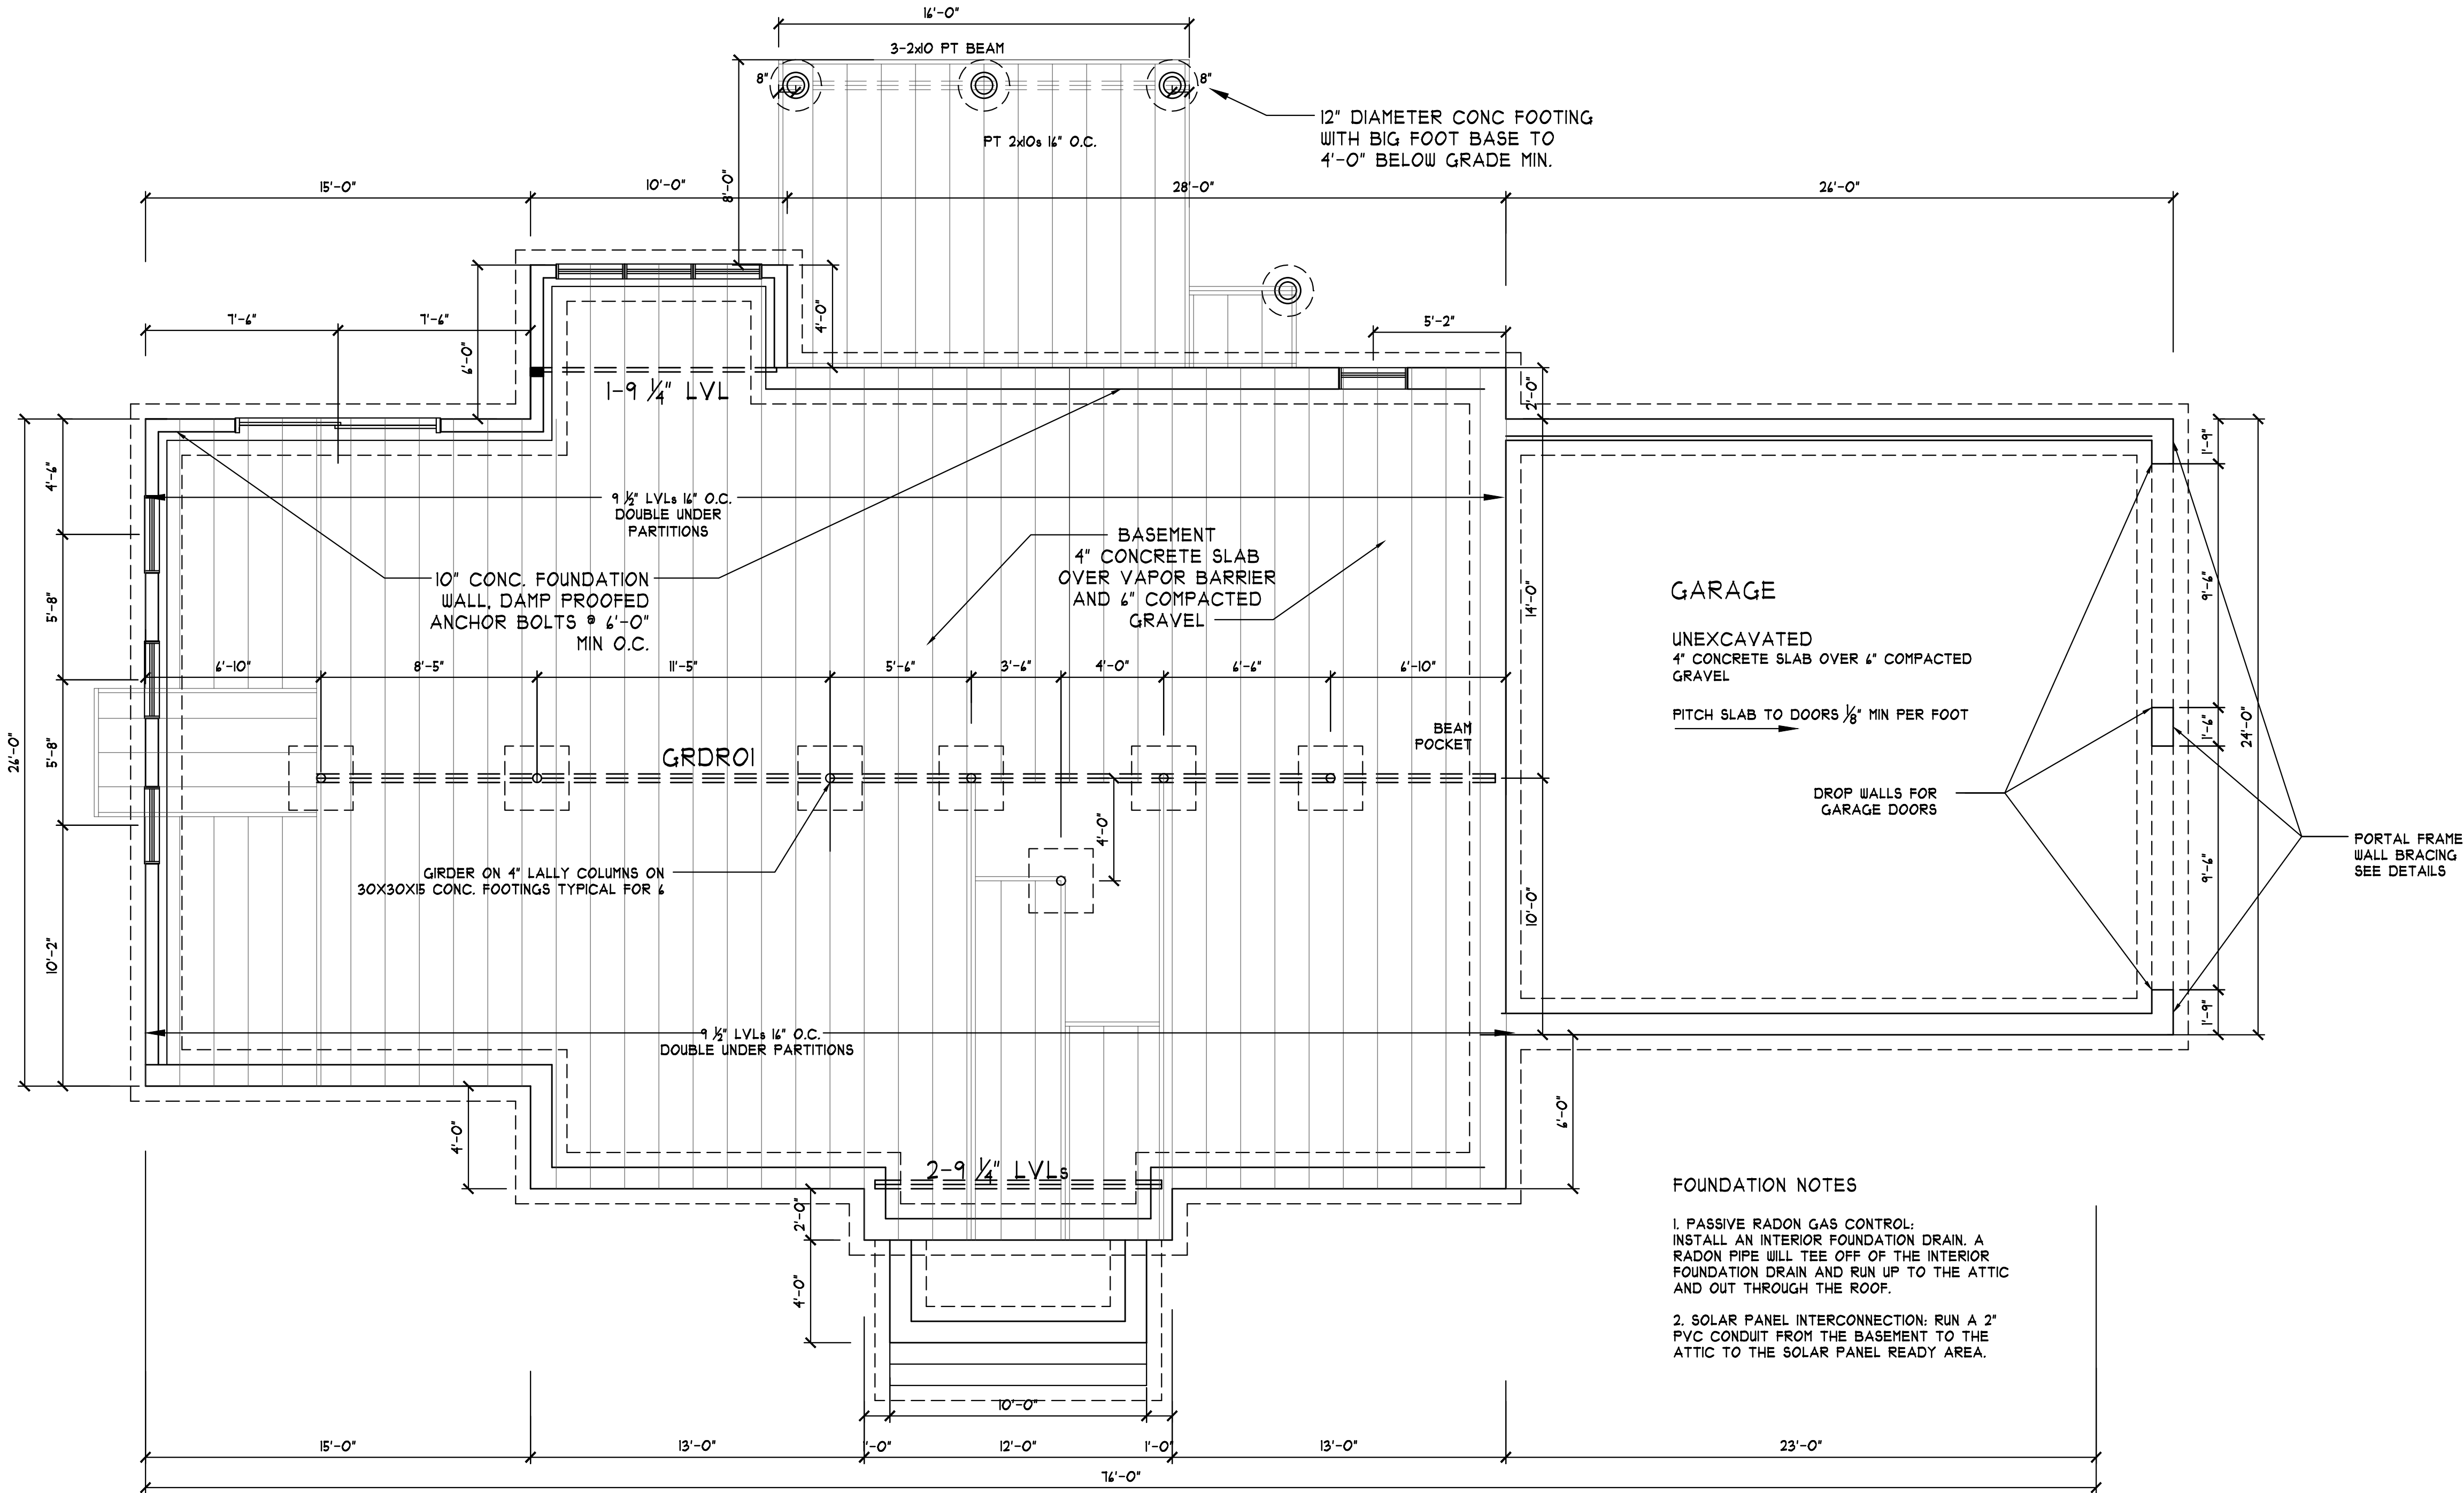 16'-0"
3-2x10 PT BEAM
8"
8"
12" DIAMETER CONC FOOTING
WITH BIG FOOT BASE TO
4'-0" BELOW GRADE MIN.
PT 2x10s 16" O.C.
8'-0"
15'-0"
10'-0"
28'-0"
26'-0"
7'-6"
7'-6"
6'-0"
4'-0"
5'-2"
2'-0"
1-9 1/4" LVL
1'-9"
26'-0"
4'-6"
5'-8"
5'-8"
10'-2"
9 1/2" LVLs 16" O.C.
DOUBLE UNDER
PARTITIONS
BASEMENT
4" CONCRETE SLAB
OVER VAPOR BARRIER
AND 6" COMPACTED
GRAVEL
10" CONC. FOUNDATION
WALL, DAMP PROOFED
ANCHOR BOLTS @ 6'-0"
MIN O.C.
14'-0"
9'-6"
GARAGE
UNEXCAVATED
4" CONCRETE SLAB OVER 6" COMPACTED
GRAVEL
PITCH SLAB TO DOORS 1/8" MIN PER FOOT
6'-10"
8'-5"
11'-5"
5'-6"
3'-6"
4'-0"
6'-6"
6'-10"
BEAM
POCKET
1'-6"
24'-0"
GRDR01
4'-0"
DROP WALLS FOR
GARAGE DOORS
PORTAL FRAME
WALL BRACING
SEE DETAILS
GIRDER ON 4" LALLY COLUMNS ON
30X30X15 CONC. FOOTINGS TYPICAL FOR 6
10'-0"
9'-6"
1'-9"
9 1/2" LVLs 16" O.C.
DOUBLE UNDER PARTITIONS
4'-0"
6'-0"
2-9 1/4" LVLs
2'-0"
4'-0"
FOUNDATION NOTES
1. PASSIVE RADON GAS CONTROL:
INSTALL AN INTERIOR FOUNDATION DRAIN. A
RADON PIPE WILL TEE OFF OF THE INTERIOR
FOUNDATION DRAIN AND RUN UP TO THE ATTIC
AND OUT THROUGH THE ROOF.
2. SOLAR PANEL INTERCONNECTION: RUN A 2"
PVC CONDUIT FROM THE BASEMENT TO THE
ATTIC TO THE SOLAR PANEL READY AREA.
10'-0"
15'-0"
13'-0"
1'-0"
12'-0"
1'-0"
13'-0"
23'-0"
76'-0"